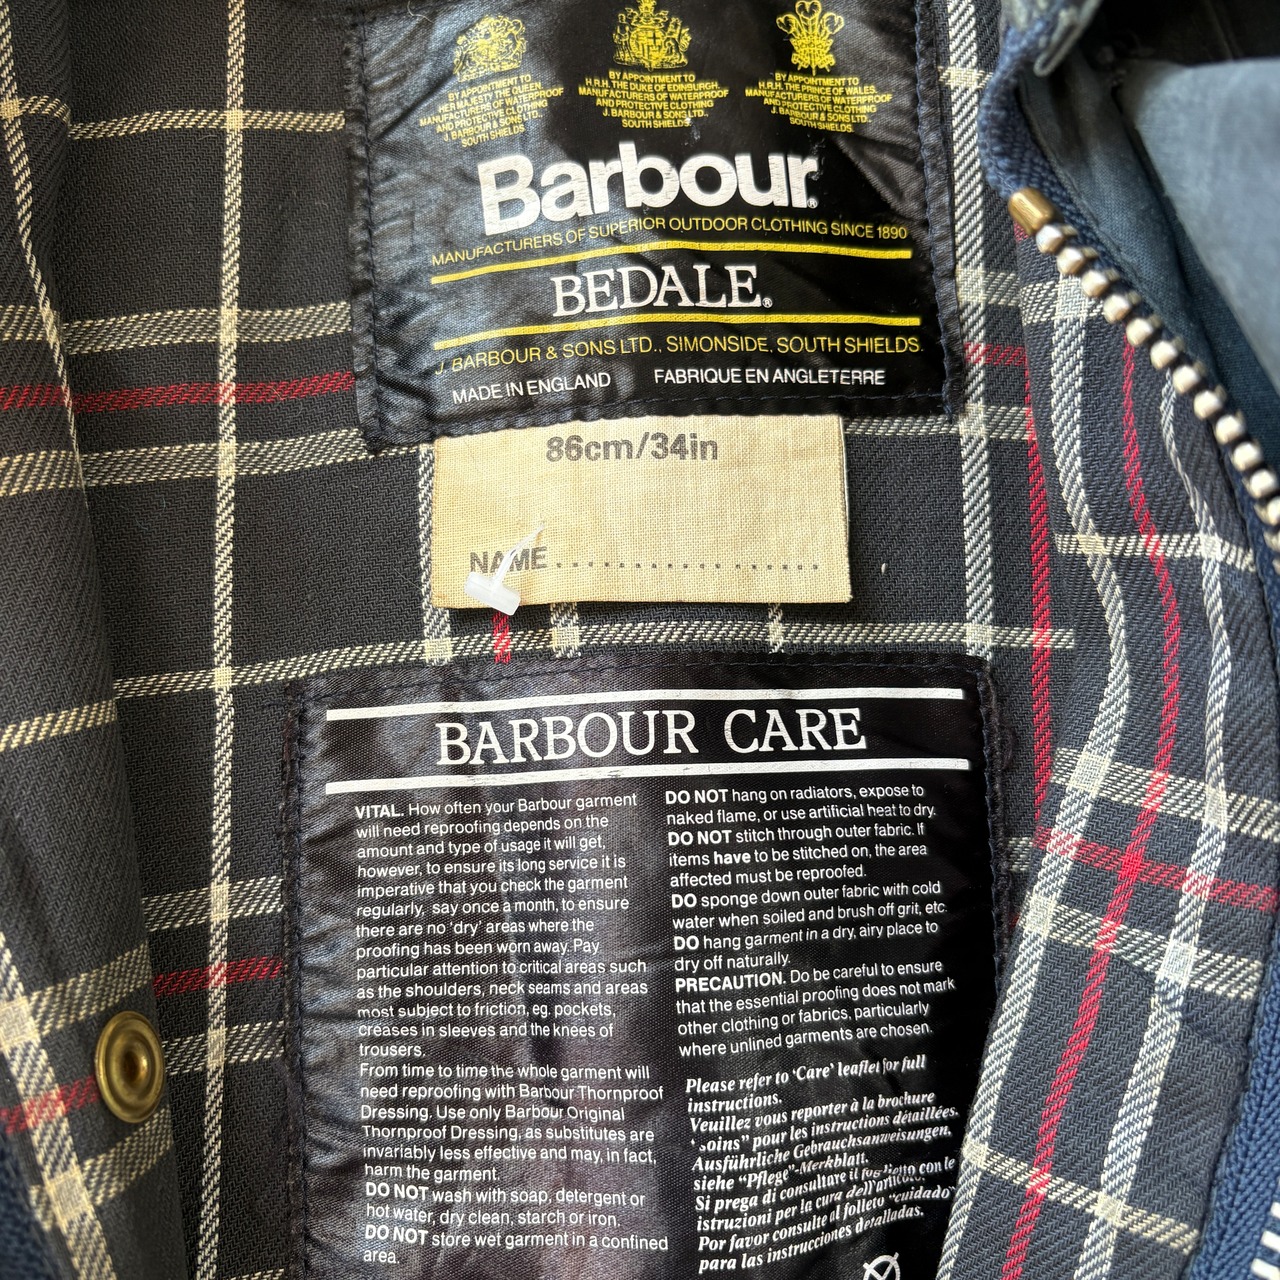 BY APPOINTMENT TO
HER MAJESTY THE QUEEN
MANUFACTURERS OF WATERPROOF
AND PROTECTIVE CLOTHING
J. BARBOUR & SONS LTD.,
SOUTH SHIELDS.
BY APPOINTMENT TO
H.R.H. THE DUKE OF EDINBURGH
MANUFACTURERS OF WATERPROOF
AND PROTECTIVE CLOTHING
J. BARBOUR & SONS LTD.,
SOUTH SHIELDS.
BY APPOINTMENT TO
H.R.H. THE PRINCE OF WALES.
MANUFACTURERS OF WATERPROOF
AND PROTECTIVE CLOTHING
J. BARBOUR & SONS LTD.,
SOUTH SHIELDS.
Barbour®
MANUFACTURERS OF SUPERIOR OUTDOOR CLOTHING SINCE 1890
BEDALE®
J. BARBOUR & SONS LTD., SIMONSIDE, SOUTH SHIELDS.
MADE IN ENGLAND FABRIQUE EN ANGLETERRE
86cm/34in
NAME..................
BARBOUR CARE
VITAL. How often your Barbour garment
will need reproofing depends on the
amount and type of usage it will get,
however, to ensure its long service it is
imperative that you check the garment
regularly, say once a month, to ensure
there are no 'dry' areas where the
proofing has been worn away. Pay
particular attention to critical areas such
as the shoulders, neck seams and areas
most subject to friction, eg. pockets,
creases in sleeves and the knees of
trousers.
From time to time the whole garment will
need reproofing with Barbour Thornproof
Dressing. Use only Barbour Original
Thornproof Dressing, as substitutes are
invariably less effective and may, in fact,
harm the garment.
DO NOT wash with soap, detergent or
hot water, dry clean, starch or iron.
DO NOT store wet garment in a confined
area.
DO NOT hang on radiators, expose to
naked flame, or use artificial heat to dry.
DO NOT stitch through outer fabric. If
items have to be stitched on, the area
affected must be reproofed.
DO sponge down outer fabric with cold
water when soiled and brush off grit, etc.
DO hang garment in a dry, airy place to
dry off naturally.
PRECAUTION. Do be careful to ensure
that the essential proofing does not mark
other clothing or fabrics, particularly
where unlined garments are chosen.
Please refer to 'Care' leaflet for full
instructions.
Veuillez vous reporter à la brochure
"soins" pour les instructions détaillées.
Ausführliche Gebrauchsanweisungen,
siehe "Pflege"-Merkblatt.
Si prega di consultare il foglietto con le
istruzioni per la cura dell'articolo.
Por favor consulte al folleto "cuidado"
para las instrucciones detalladas.